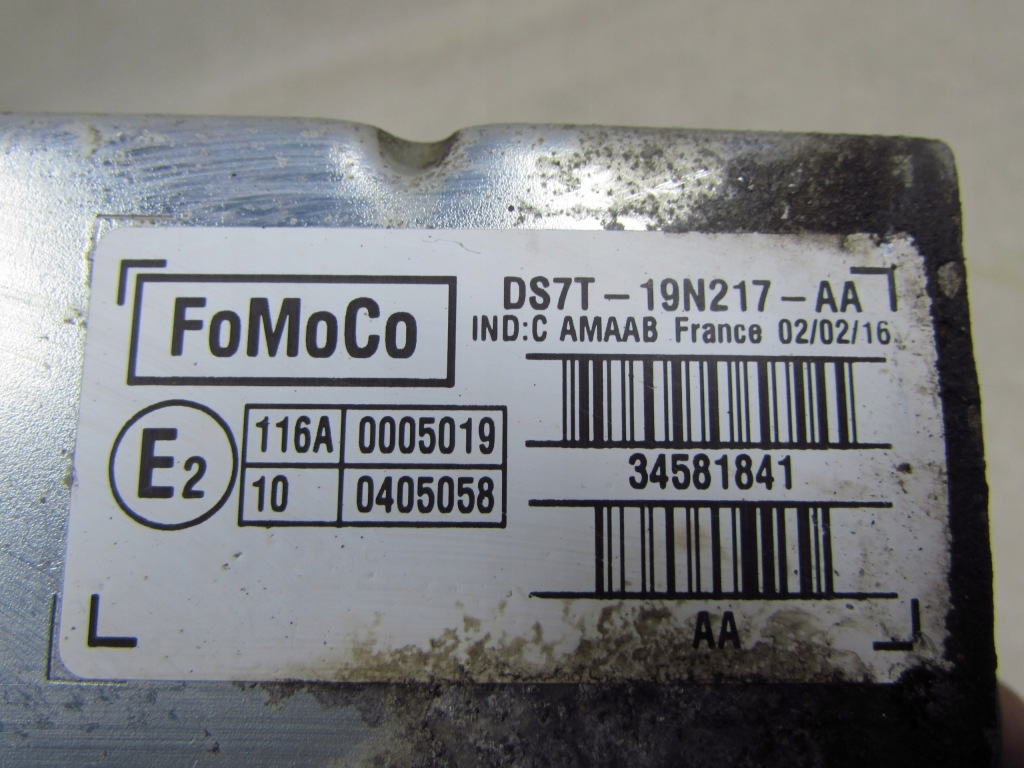 FoMoCo
DS7T-19N217-AA
IND:C AMAAB France 02/02/16
E2
116A 0005019
10 0405058
34581841
AA